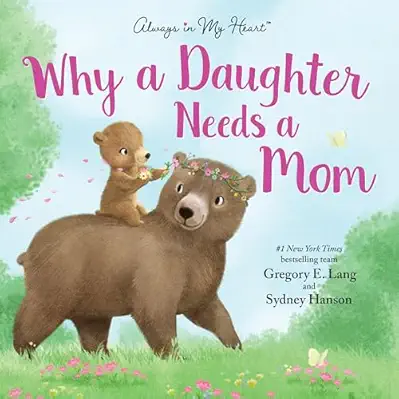 Always in My Heart™
Why a Daughter
Needs a
Mom
#1 New York Times
bestselling team
Gregory E. Lang
and
Sydney Hanson